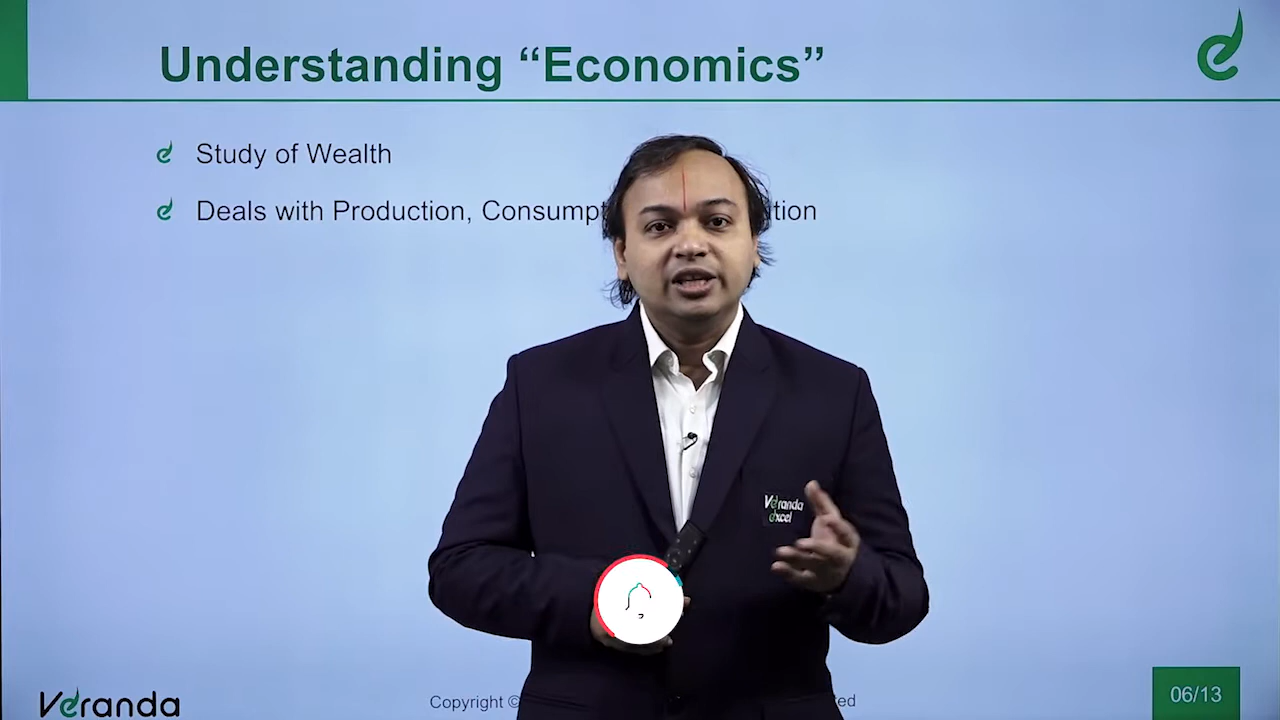 Understanding “Economics”
Study of Wealth
Deals with Production, Consumpt tion
Veranda
excel
Veranda
Copyright © ed
06/13